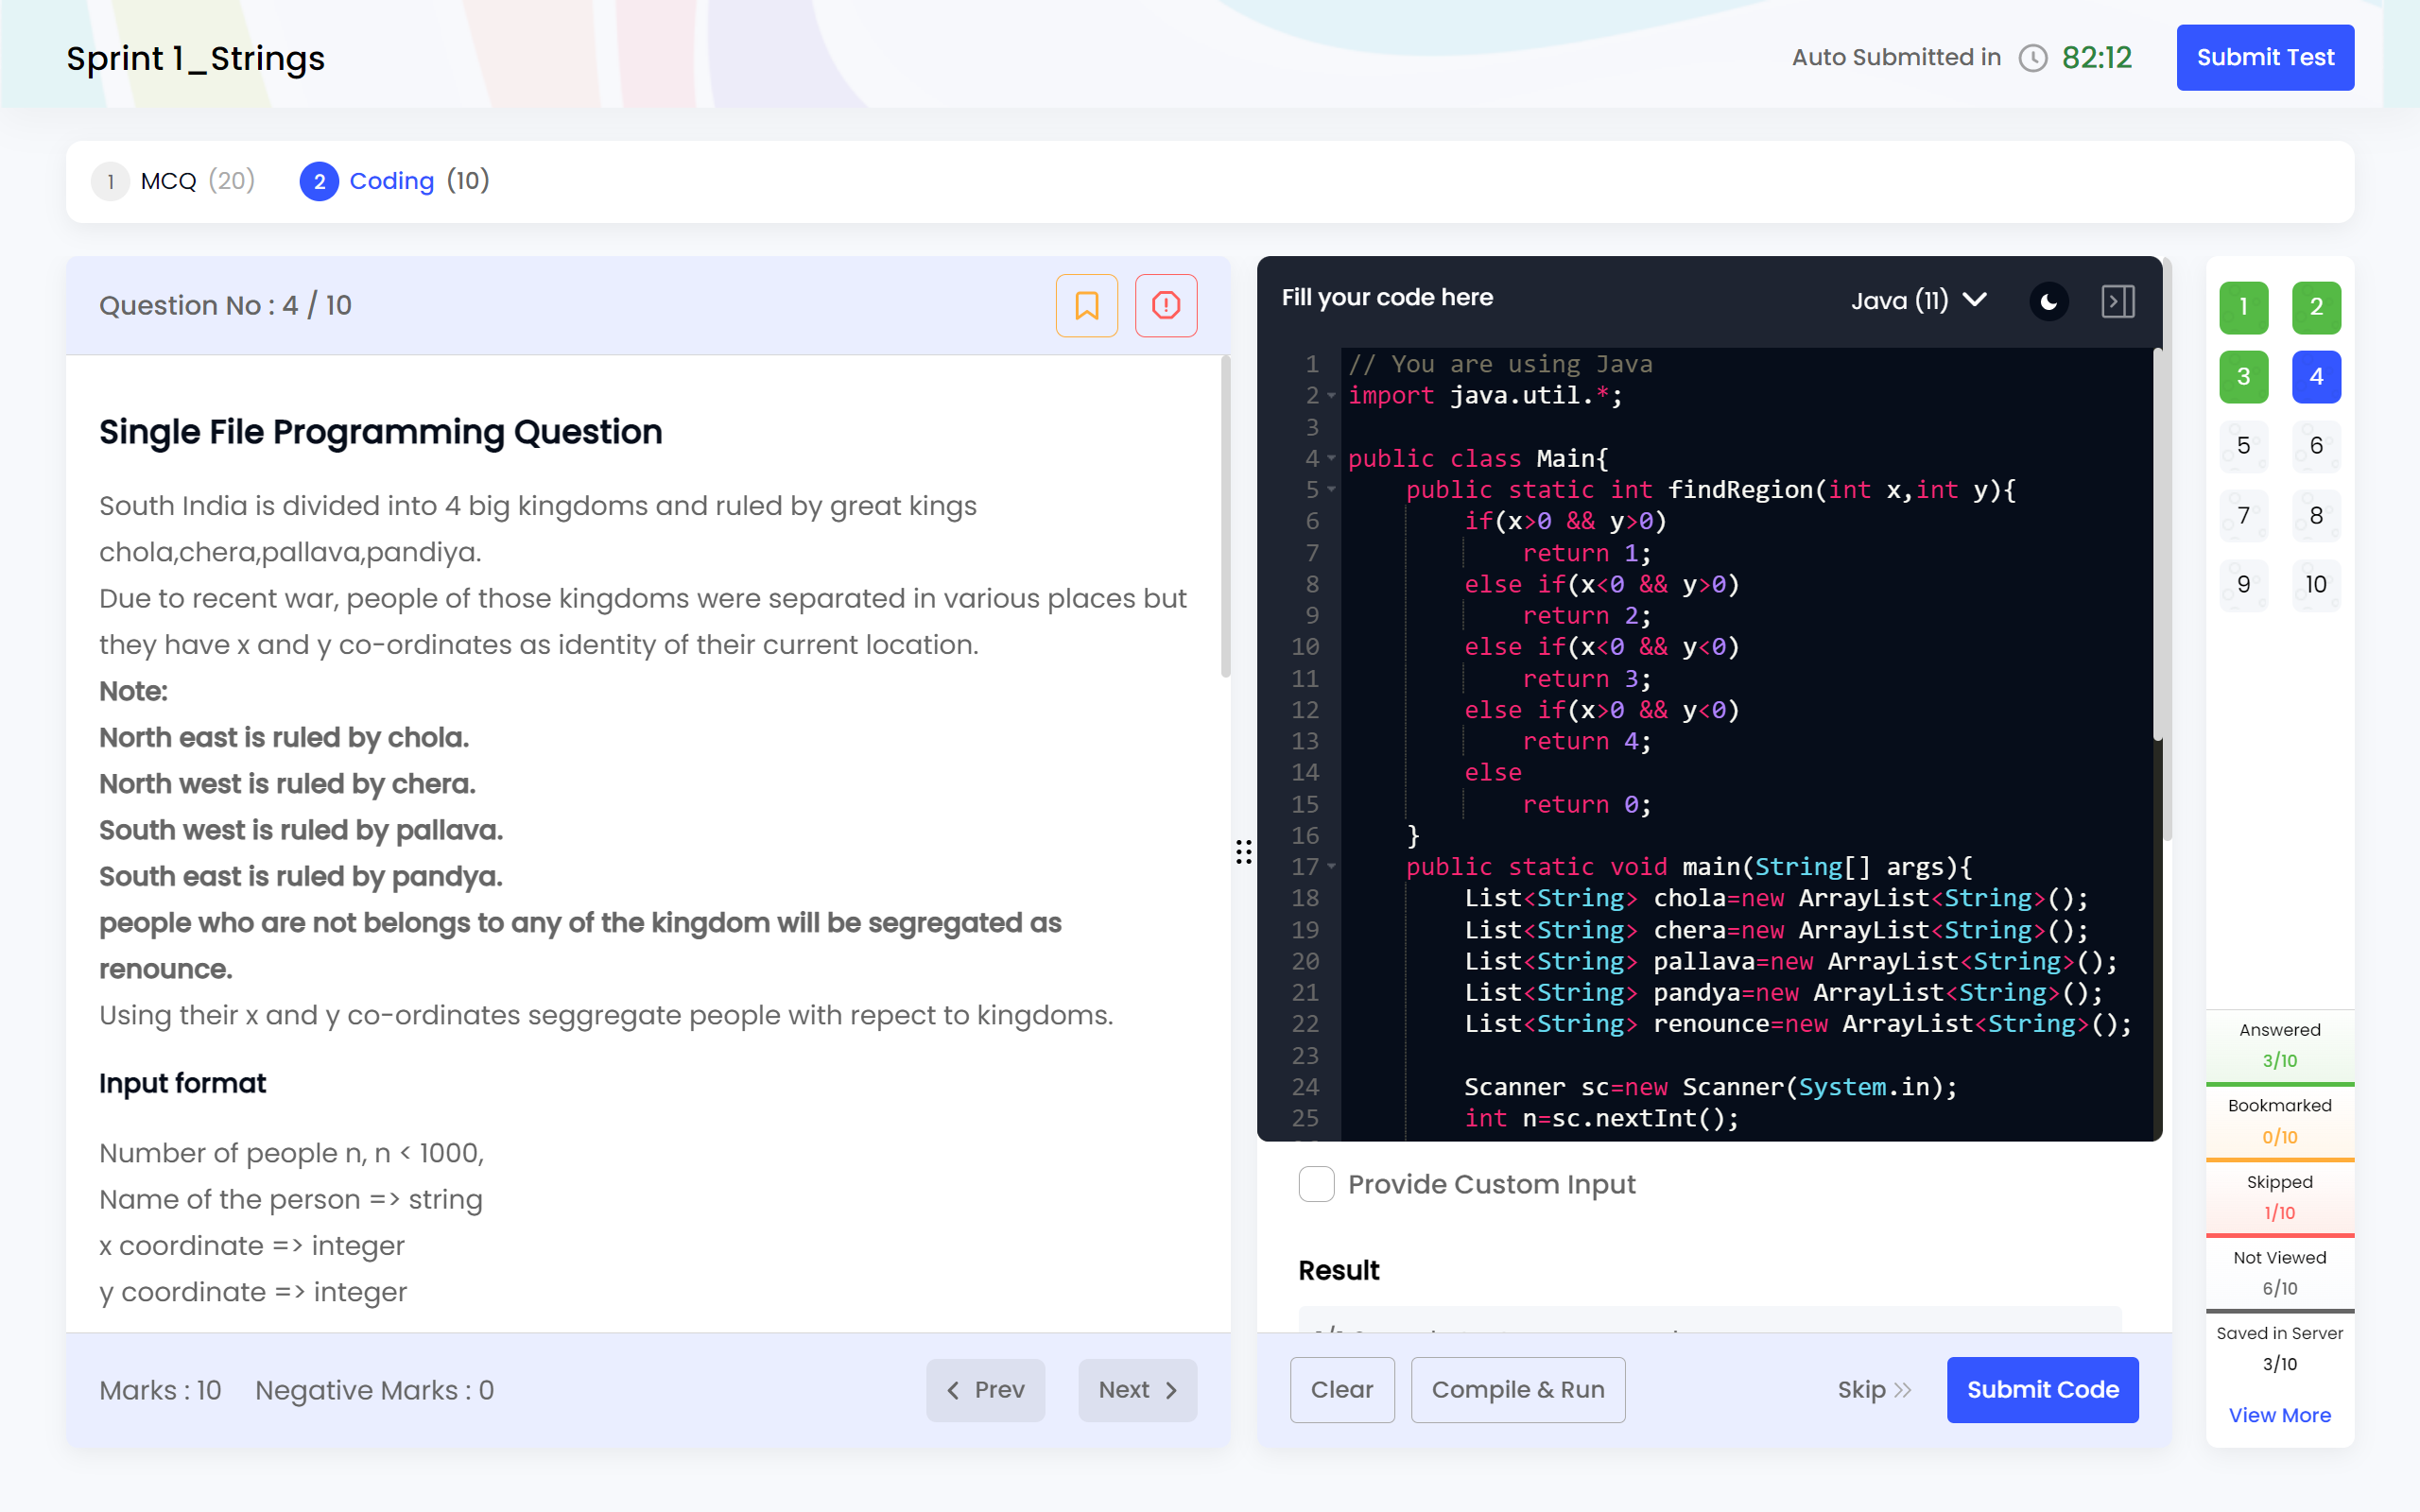 Sprint 1_Strings
Auto Submitted in 82:12
Submit Test
1 MCQ (20)
2 Coding (10)
Question No : 4 / 10
Single File Programming Question
South India is divided into 4 big kingdoms and ruled by great kings
chola,chera,pallava,pandiya.
Due to recent war, people of those kingdoms were separated in various places but
they have x and y co-ordinates as identity of their current location.
Note:
North east is ruled by chola.
North west is ruled by chera.
South west is ruled by pallava.
South east is ruled by pandya.
people who are not belongs to any of the kingdom will be segregated as
renounce.
Using their x and y co-ordinates seggregate people with repect to kingdoms.
Input format
Number of people n, n < 1000,
Name of the person => string
x coordinate => integer
y coordinate => integer
Marks : 10 Negative Marks : 0
Prev
Next
Fill your code here
Java (11)
1 // You are using Java
2 import java.util.*;
3
4 public class Main{
5     public static int findRegion(int x,int y){
6         if(x>0 && y>0)
7             return 1;
8         else if(x<0 && y>0)
9             return 2;
10         else if(x<0 && y<0)
11             return 3;
12         else if(x>0 && y<0)
13             return 4;
14         else
15             return 0;
16     }
17     public static void main(String[] args){
18         List<String> chola=new ArrayList<String>();
19         List<String> chera=new ArrayList<String>();
20         List<String> pallava=new ArrayList<String>();
21         List<String> pandya=new ArrayList<String>();
22         List<String> renounce=new ArrayList<String>();
23
24         Scanner sc=new Scanner(System.in);
25         int n=sc.nextInt();
Provide Custom Input
Result
Clear
Compile & Run
Skip
Submit Code
1 2
3 4
5 6
7 8
9 10
Answered
3/10
Bookmarked
0/10
Skipped
1/10
Not Viewed
6/10
Saved in Server
3/10
View More